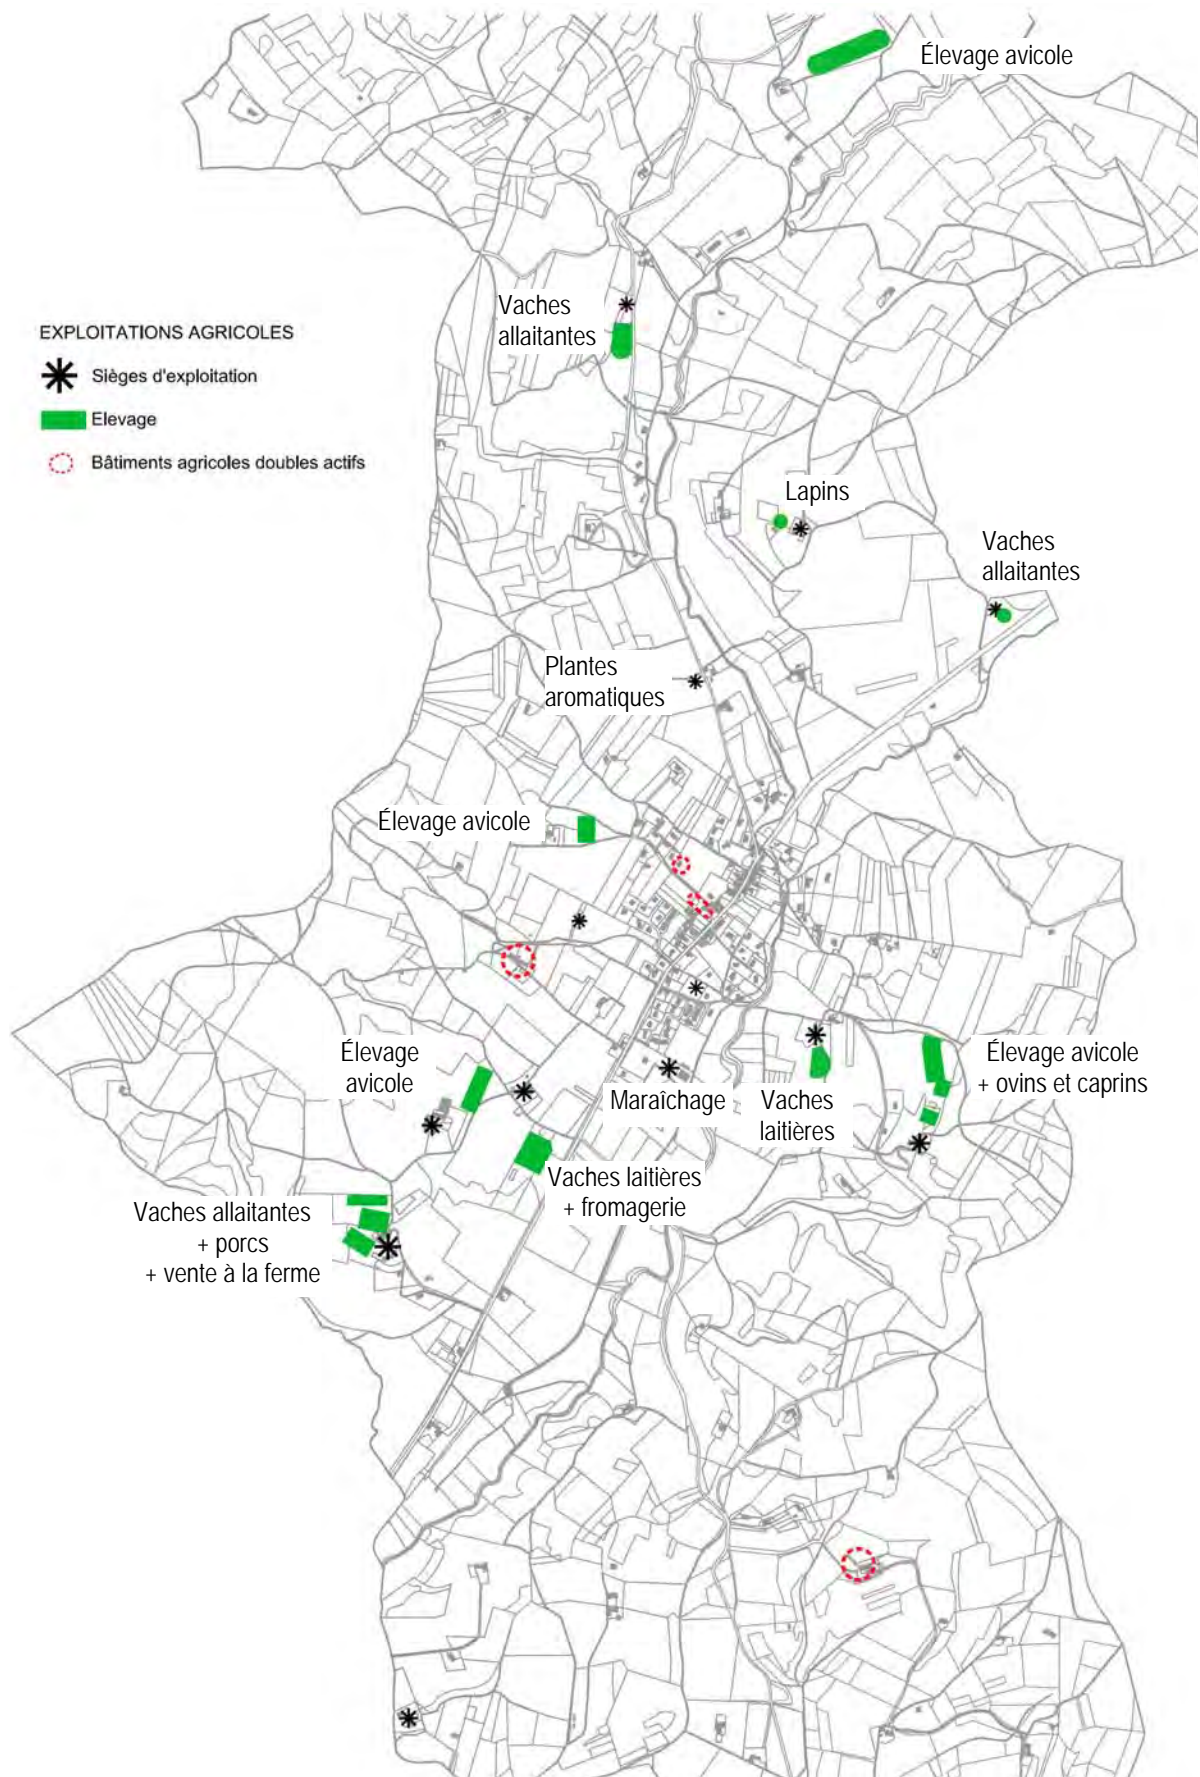 Élevage avicole
Vaches
allaitantes
EXPLOITATIONS AGRICOLES
Sièges d'exploitation
Elevage
Bâtiments agricoles doubles actifs
Lapins
Vaches
allaitantes
Plantes
aromatiques
Élevage avicole
Élevage
avicole
Maraîchage
Vaches
laitières
Élevage avicole
+ ovins et caprins
Vaches laitières
+ fromagerie
Vaches allaitantes
+ porcs
+ vente à la ferme